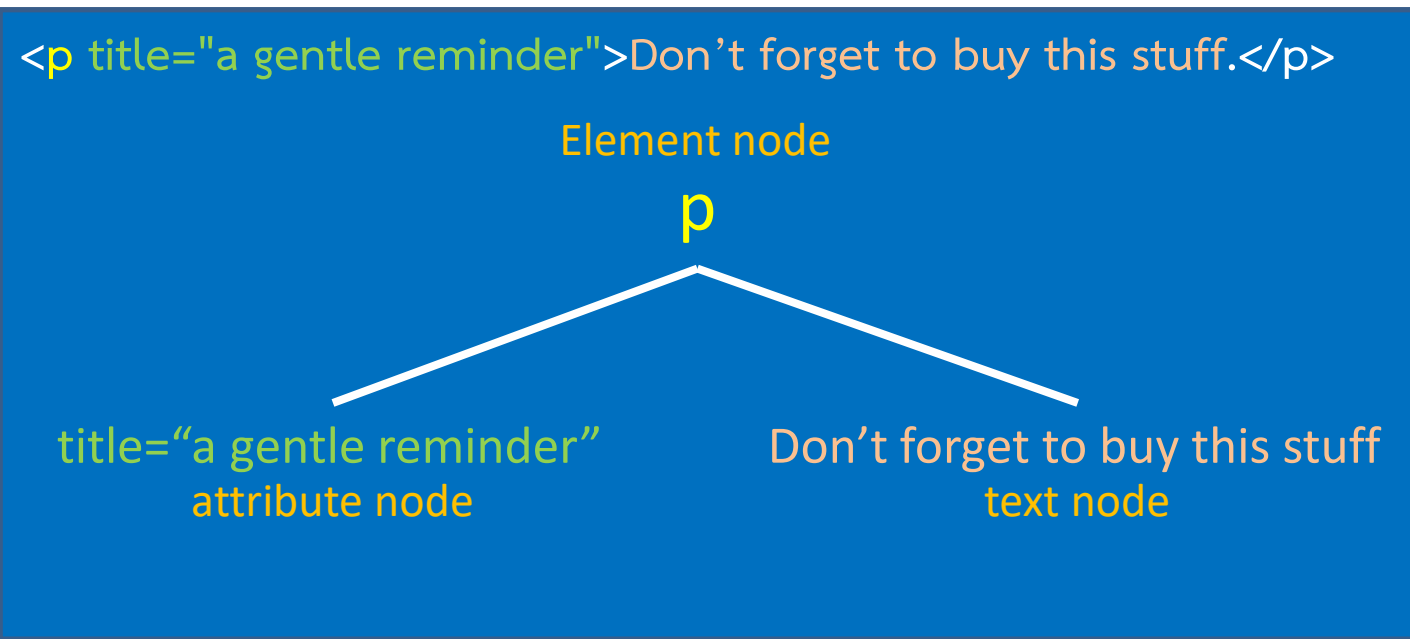 <p title="a gentle reminder">Don’t forget to buy this stuff.</p>
Element node
p
title=“a gentle reminder”
attribute node
Don’t forget to buy this stuff
text node